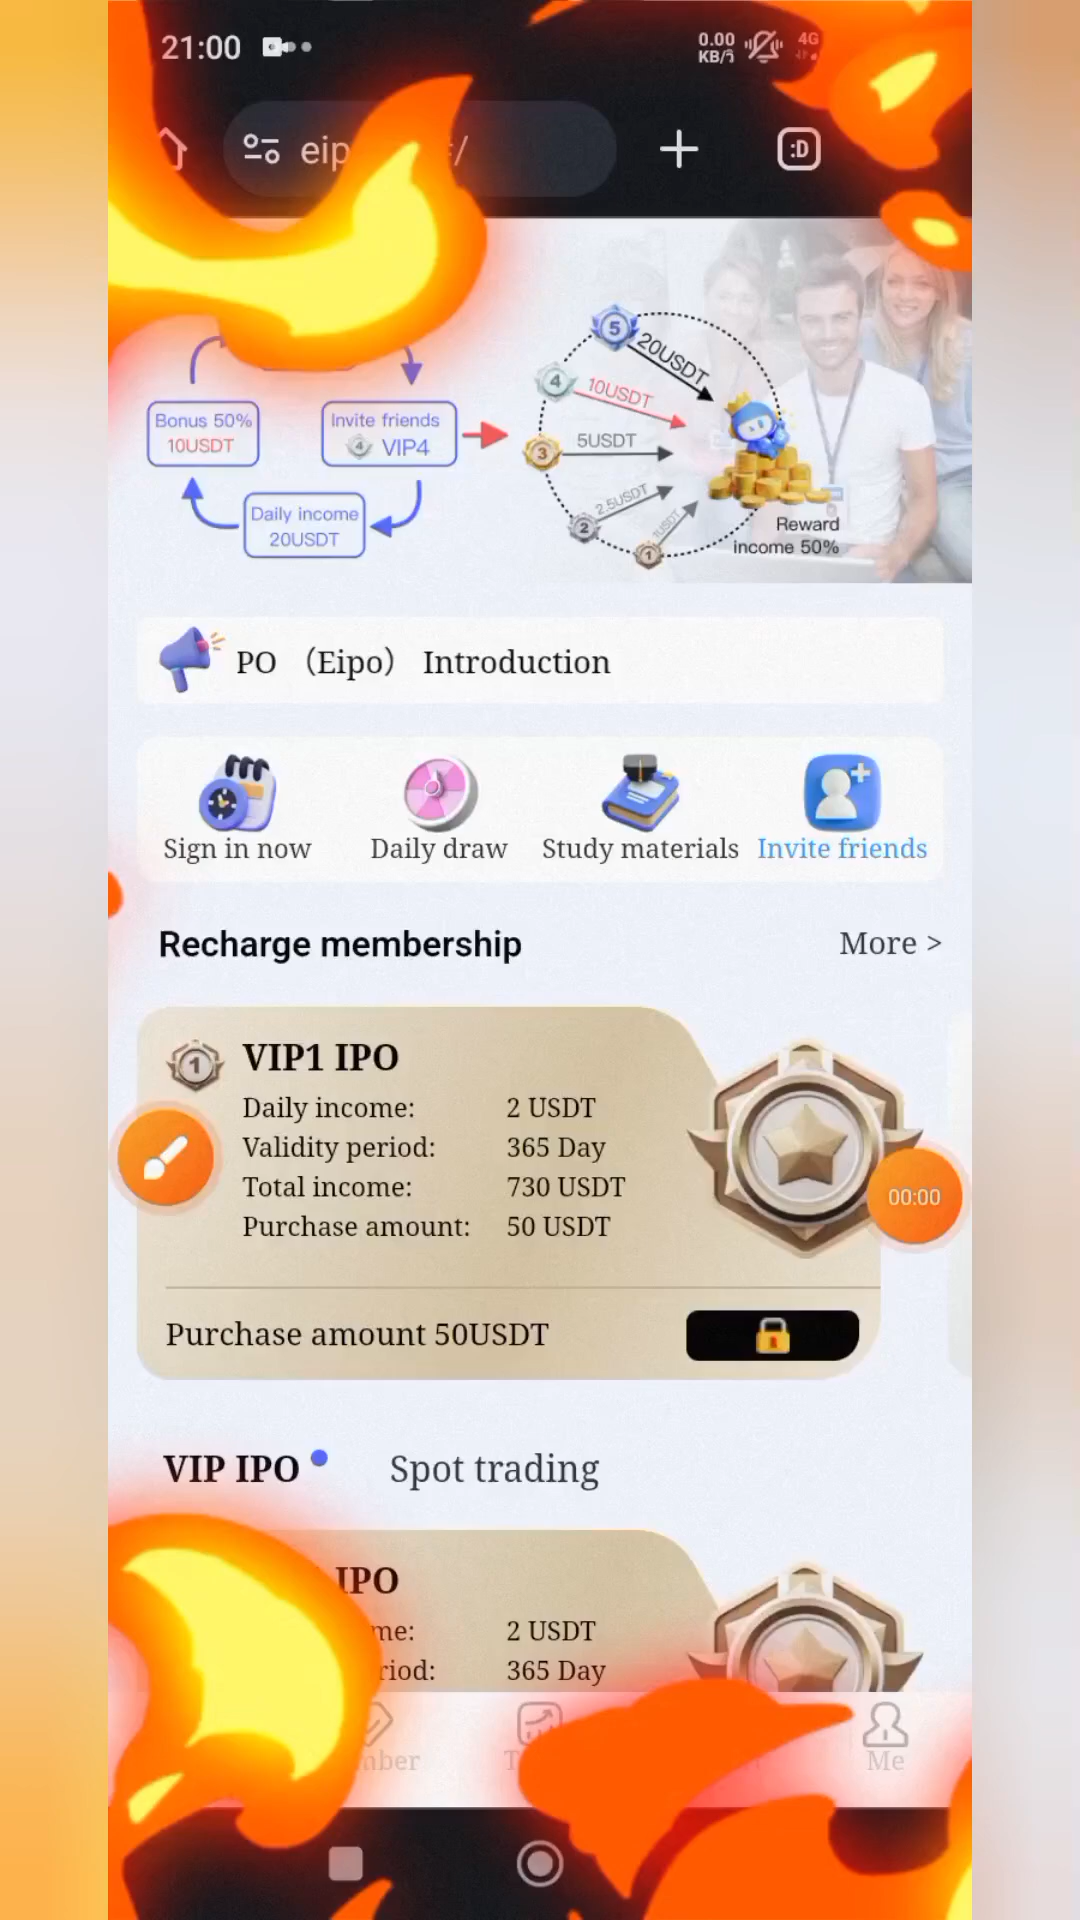 21:00
0.00
KB/วิ
4G
:D
5
20USDT
4
10USDT
Bonus 50%
10USDT
Invite friends
4 VIP4
3
5USDT
Daily income
20USDT
2
2.5USDT
1
1USDT
Reward
income 50%
PO （Eipo） Introduction
Sign in now
Daily draw
Study materials
Invite friends
Recharge membership
More >
1
VIP1 IPO
Daily income: 2 USDT
Validity period: 365 Day
Total income: 730 USDT
Purchase amount: 50 USDT
00:00
Purchase amount 50USDT
VIP IPO
Spot trading
IPO
2 USDT
365 Day
Me